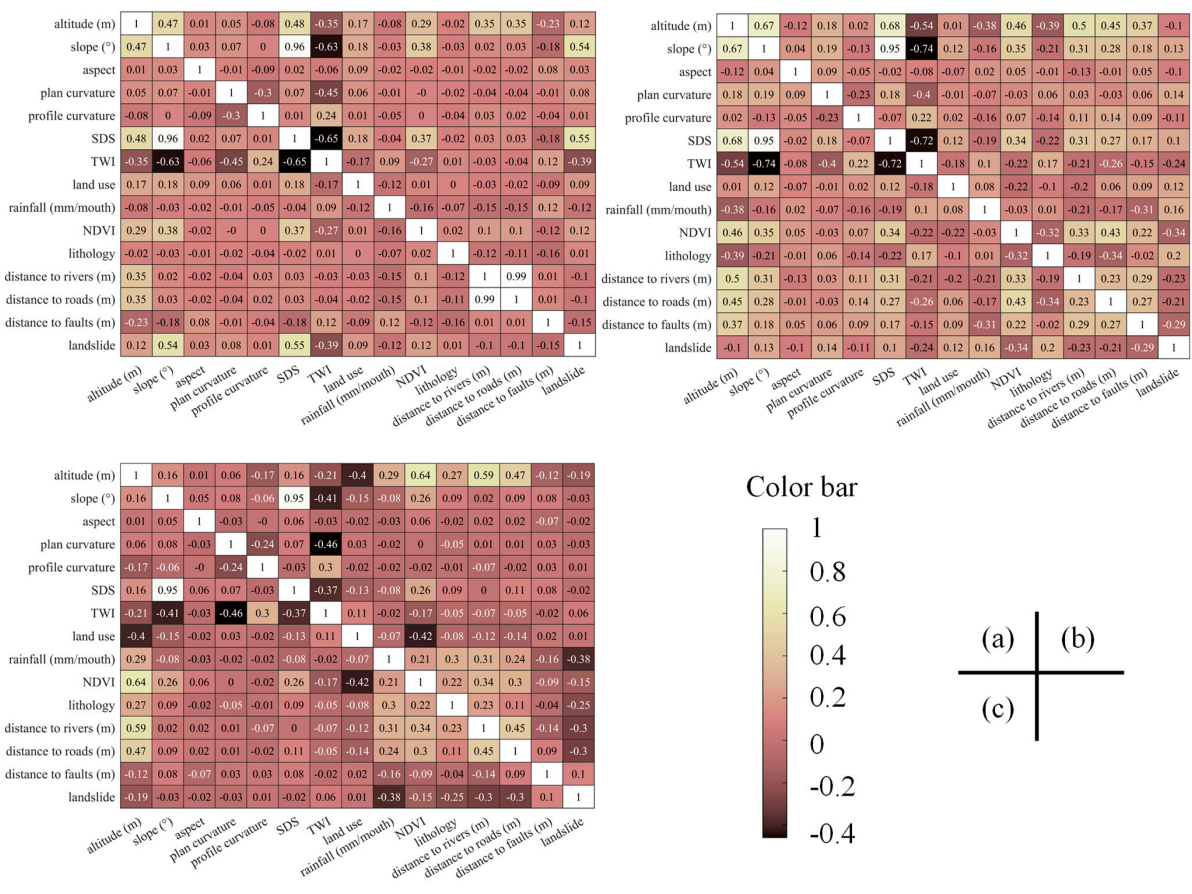 altitude (m) 1 0.47 0.01 0.05 -0.08 0.48 -0.35 0.17 -0.08 0.29 -0.02 0.35 0.35 -0.23 0.12
slope (°) 0.47 1 0.03 0.07 0 0.96 -0.63 0.18 -0.03 0.38 -0.03 0.02 0.03 -0.18 0.54
aspect 0.01 0.03 1 -0.01 -0.09 0.02 -0.06 0.09 -0.02 -0.02 -0.01 -0.02 -0.02 0.08 0.03
plan curvature 0.05 0.07 -0.01 1 -0.3 0.07 -0.45 0.06 -0.01 -0 -0.02 -0.04 -0.04 -0.01 0.08
profile curvature -0.08 0 -0.09 -0.3 1 0.01 0.24 0.01 -0.05 0 -0.04 0.03 0.02 -0.04 0.01
SDS 0.48 0.96 0.02 0.07 0.01 1 -0.65 0.18 -0.04 0.37 -0.02 0.03 0.03 -0.18 0.55
TWI -0.35 -0.63 -0.06 -0.45 0.24 -0.65 1 -0.17 0.09 -0.27 0.01 -0.03 -0.04 0.12 -0.39
land use 0.17 0.18 0.09 0.06 0.01 0.18 -0.17 1 -0.12 0.01 0 -0.03 -0.02 -0.09 0.09
rainfall (mm/mouth) -0.08 -0.03 -0.02 -0.01 -0.05 -0.04 0.09 -0.12 1 -0.16 -0.07 -0.15 -0.15 0.12 -0.12
NDVI 0.29 0.38 -0.02 -0 0 0.37 -0.27 0.01 -0.16 1 0.02 0.1 0.1 -0.12 0.12
lithology -0.02 -0.03 -0.01 -0.02 -0.04 -0.02 0.01 0 -0.07 0.02 1 -0.12 -0.11 -0.16 0.01
distance to rivers (m) 0.35 0.02 -0.02 -0.04 0.03 0.03 -0.03 -0.03 -0.15 0.1 -0.12 1 0.99 0.01 -0.1
distance to roads (m) 0.35 0.03 -0.02 -0.04 0.02 0.03 -0.04 -0.02 -0.15 0.1 -0.11 0.99 1 0.01 -0.1
distance to faults (m) -0.23 -0.18 0.08 -0.01 -0.04 -0.18 0.12 -0.09 0.12 -0.12 -0.16 0.01 0.01 1 -0.15
landslide 0.12 0.54 0.03 0.08 0.01 0.55 -0.39 0.09 -0.12 0.12 0.01 -0.1 -0.1 -0.15 1
altitude (m) slope (°) aspect plan curvature profile curvature SDS TWI land use rainfall (mm/mouth) NDVI lithology distance to rivers (m) distance to roads (m) distance to faults (m) landslide
altitude (m) 1 0.67 -0.12 0.18 0.02 0.68 -0.54 0.01 -0.38 0.46 -0.39 0.5 0.45 0.37 -0.1
slope (°) 0.67 1 0.04 0.19 -0.13 0.95 -0.74 0.12 -0.16 0.35 -0.21 0.31 0.28 0.18 0.13
aspect -0.12 0.04 1 0.09 -0.05 -0.02 -0.08 -0.07 0.02 0.05 -0.01 -0.13 -0.01 0.05 -0.1
plan curvature 0.18 0.19 0.09 1 -0.23 0.18 -0.4 -0.01 -0.07 -0.03 0.06 -0.03 -0.03 0.06 0.14
profile curvature 0.02 -0.13 -0.05 -0.23 1 -0.07 0.22 0.02 -0.16 0.07 -0.14 0.11 0.14 0.09 -0.11
SDS 0.68 0.95 -0.02 0.18 -0.07 1 -0.72 0.12 -0.19 0.34 -0.22 0.31 0.27 0.17 0.1
TWI -0.54 -0.74 -0.08 -0.4 0.22 -0.72 1 -0.18 0.1 -0.22 0.17 -0.21 -0.26 -0.15 -0.24
land use 0.01 0.12 -0.07 -0.01 0.02 0.12 -0.18 1 0.08 -0.22 -0.1 -0.2 0.06 0.09 0.12
rainfall (mm/mouth) -0.38 -0.16 0.02 -0.07 -0.16 -0.19 0.1 0.08 1 -0.03 0.01 -0.21 -0.17 -0.31 0.16
NDVI 0.46 0.35 0.05 -0.03 0.07 0.34 -0.22 -0.22 -0.03 1 -0.32 0.33 0.43 0.22 -0.34
lithology -0.39 -0.21 -0.01 0.06 -0.14 -0.22 0.17 -0.1 0.01 -0.32 1 -0.19 -0.34 -0.02 0.2
distance to rivers (m) 0.5 0.31 -0.13 -0.03 0.11 0.31 -0.21 -0.2 -0.21 0.33 -0.19 1 0.23 0.29 -0.23
distance to roads (m) 0.45 0.28 -0.01 -0.03 0.14 0.27 -0.26 0.06 -0.17 0.43 -0.34 0.23 1 0.27 -0.21
distance to faults (m) 0.37 0.18 0.05 0.06 0.09 0.17 -0.15 0.09 -0.31 0.22 -0.02 0.29 0.27 1 -0.29
landslide -0.1 0.13 -0.1 0.14 -0.11 0.1 -0.24 0.12 0.16 -0.34 0.2 -0.23 -0.21 -0.29 1
altitude (m) slope (°) aspect plan curvature profile curvature SDS TWI land use rainfall (mm/mouth) NDVI lithology distance to rivers (m) distance to roads (m) distance to faults (m) landslide
altitude (m) 1 0.16 0.01 0.06 -0.17 0.16 -0.21 -0.4 0.29 0.64 0.27 0.59 0.47 -0.12 -0.19
slope (°) 0.16 1 0.05 0.08 -0.06 0.95 -0.41 -0.15 -0.08 0.26 0.09 0.02 0.09 0.08 -0.03
aspect 0.01 0.05 1 -0.03 -0 0.06 -0.03 -0.02 -0.03 0.06 -0.02 0.02 0.02 -0.07 -0.02
plan curvature 0.06 0.08 -0.03 1 -0.24 0.07 -0.46 0.03 -0.02 0 -0.05 0.01 0.01 0.03 -0.03
profile curvature -0.17 -0.06 -0 -0.24 1 -0.03 0.3 -0.02 -0.02 -0.02 0.01 -0.07 -0.02 0.03 0.01
SDS 0.16 0.95 0.06 0.07 -0.03 1 -0.37 -0.13 -0.08 0.26 0.09 0 0.11 0.08 -0.02
TWI -0.21 -0.41 -0.03 -0.46 0.3 -0.37 1 0.11 -0.02 -0.17 -0.05 -0.07 -0.05 -0.02 0.06
land use -0.4 -0.15 -0.02 0.03 -0.02 -0.13 0.11 1 -0.07 -0.42 -0.08 -0.12 -0.14 0.02 0.01
rainfall (mm/mouth) 0.29 -0.08 -0.03 -0.02 -0.02 -0.08 -0.02 -0.07 1 0.21 0.3 0.31 0.24 -0.16 -0.38
NDVI 0.64 0.26 0.06 0 -0.02 0.26 -0.17 -0.42 0.21 1 0.22 0.34 0.3 -0.09 -0.15
lithology 0.27 0.09 -0.02 -0.05 0.01 0.09 -0.05 -0.08 0.3 0.22 1 0.23 0.11 -0.04 -0.25
distance to rivers (m) 0.59 0.02 0.02 0.01 -0.07 0 -0.07 -0.12 0.31 0.34 0.23 1 0.45 -0.14 -0.3
distance to roads (m) 0.47 0.09 0.02 0.01 -0.02 0.11 -0.05 -0.14 0.24 0.3 0.11 0.45 1 0.09 -0.3
distance to faults (m) -0.12 0.08 -0.07 0.03 0.03 0.08 -0.02 0.02 -0.16 -0.09 -0.04 -0.14 0.09 1 0.1
landslide -0.19 -0.03 -0.02 -0.03 0.01 -0.02 0.06 0.01 -0.38 -0.15 -0.25 -0.3 -0.3 0.1 1
altitude (m) slope (°) aspect plan curvature profile curvature SDS TWI land use rainfall (mm/mouth) NDVI lithology distance to rivers (m) distance to roads (m) distance to faults (m) landslide
Color bar
1
0.8
0.6
0.4
0.2
0
-0.2
-0.4
(a) (b)
(c)